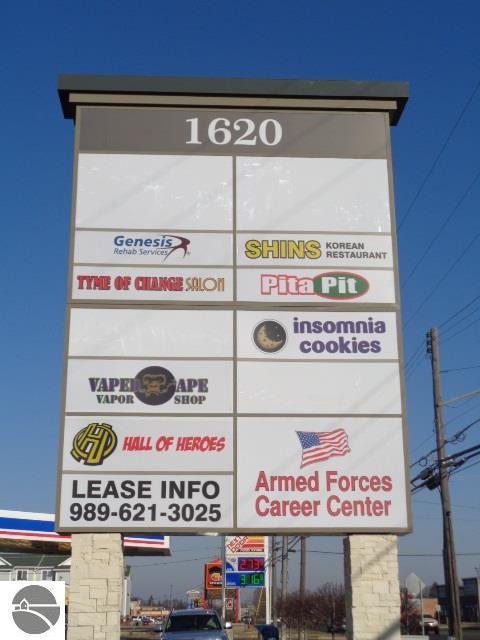 1620
Genesis
Rehab Services
SHINS KOREAN
RESTAURANT
TYME OF CHANGE SALON
Pita Pit
insomnia
cookies
VAPER APE
VAPOR SHOP
HALL OF HEROES
Armed Forces
Career Center
LEASE INFO
989-621-3025